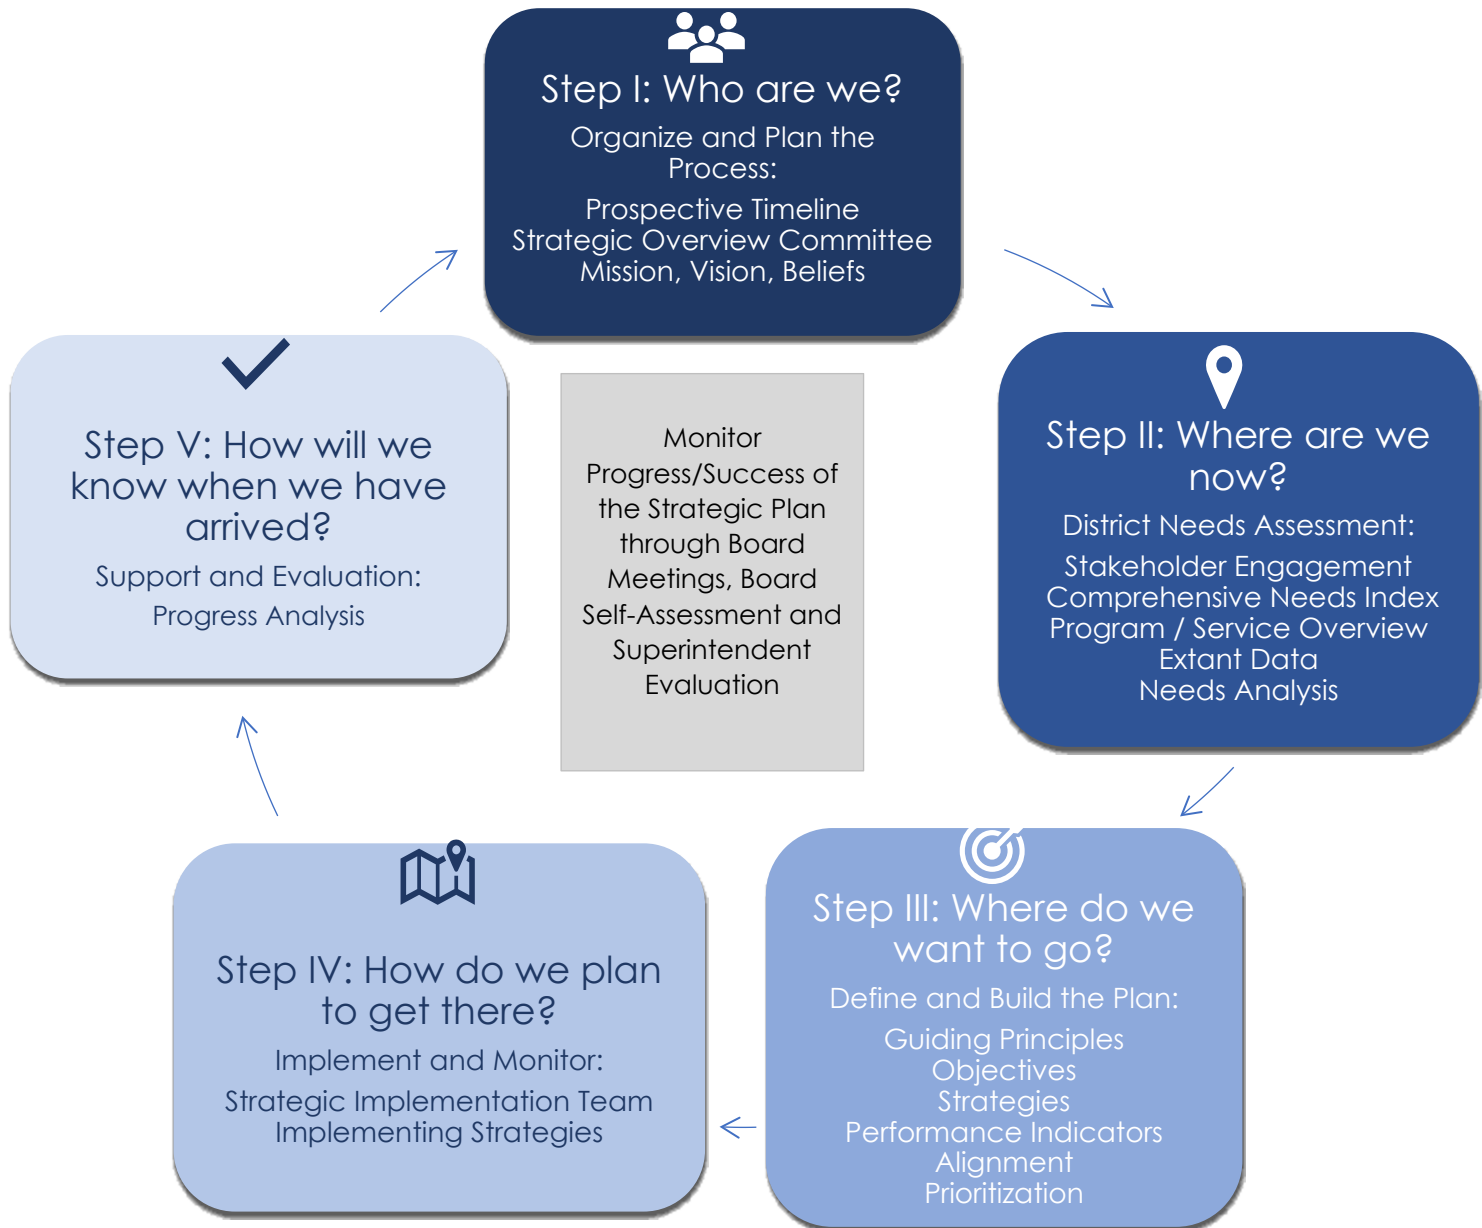 Step I: Who are we?
Organize and Plan the
Process:
Prospective Timeline
Strategic Overview Committee
Mission, Vision, Beliefs
Step II: Where are we
now?
District Needs Assessment:
Stakeholder Engagement
Comprehensive Needs Index
Program / Service Overview
Extant Data
Needs Analysis
Step III: Where do we
want to go?
Define and Build the Plan:
Guiding Principles
Objectives
Strategies
Performance Indicators
Alignment
Prioritization
Step IV: How do we plan
to get there?
Implement and Monitor:
Strategic Implementation Team
Implementing Strategies
Step V: How will we
know when we have
arrived?
Support and Evaluation:
Progress Analysis
Monitor
Progress/Success of
the Strategic Plan
through Board
Meetings, Board
Self-Assessment and
Superintendent
Evaluation